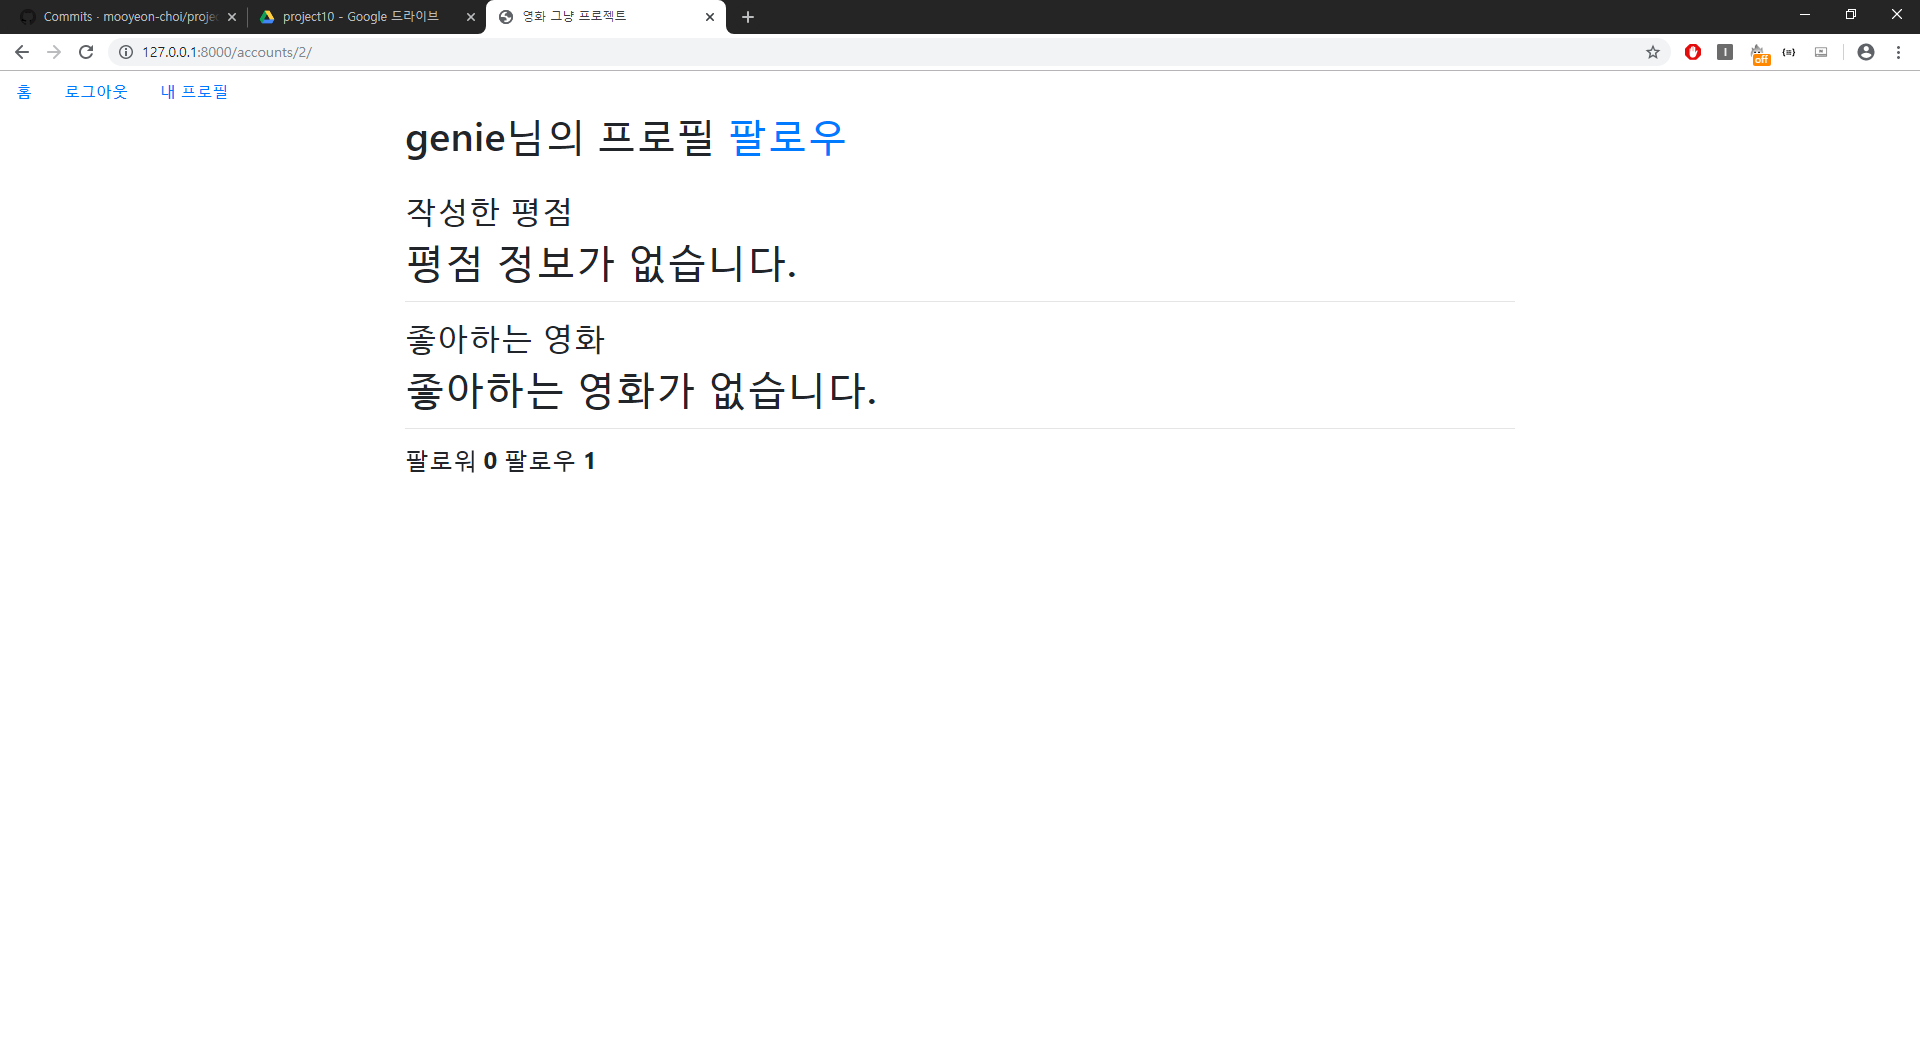 Commits · mooyeon-choi/projec
project10 - Google 드라이브
영화 그냥 프로젝트
127.0.0.1:8000/accounts/2/
off
홈 로그아웃 내 프로필
genie님의 프로필 팔로우
작성한 평점
평점 정보가 없습니다.
좋아하는 영화
좋아하는 영화가 없습니다.
팔로워 0 팔로우 1